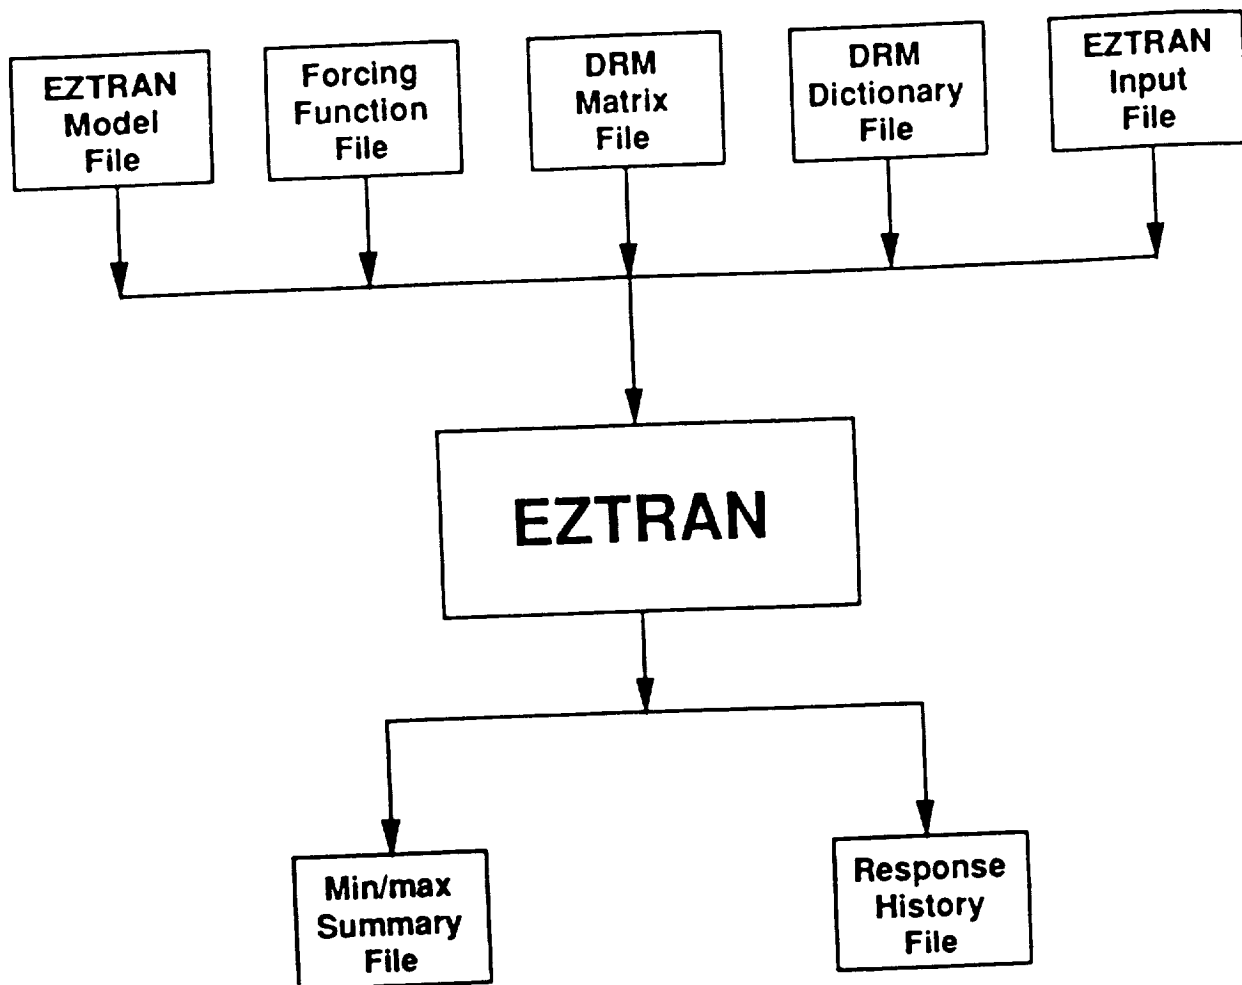 EZTRAN
Model
File
Forcing
Function
File
DRM
Matrix
File
DRM
Dictionary
File
EZTRAN
Input
File
EZTRAN
Min/max
Summary
File
Response
History
File